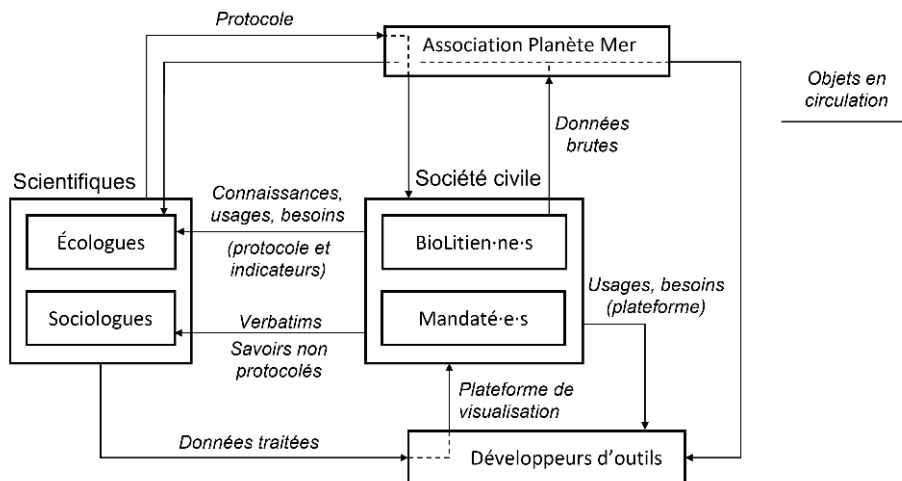 Protocole
Association Planète Mer
Objets en
circulation
Données
brutes
Scientifiques
Société civile
Connaissances,
usages, besoins
(protocole et
indicateurs)
Écologues
BioLitien·ne·s
Usages, besoins
(plateforme)
Sociologues
Verbatims
Savoirs non
protocolés
Mandaté·e·s
Plateforme de
visualisation
Données traitées
Développeurs d'outils